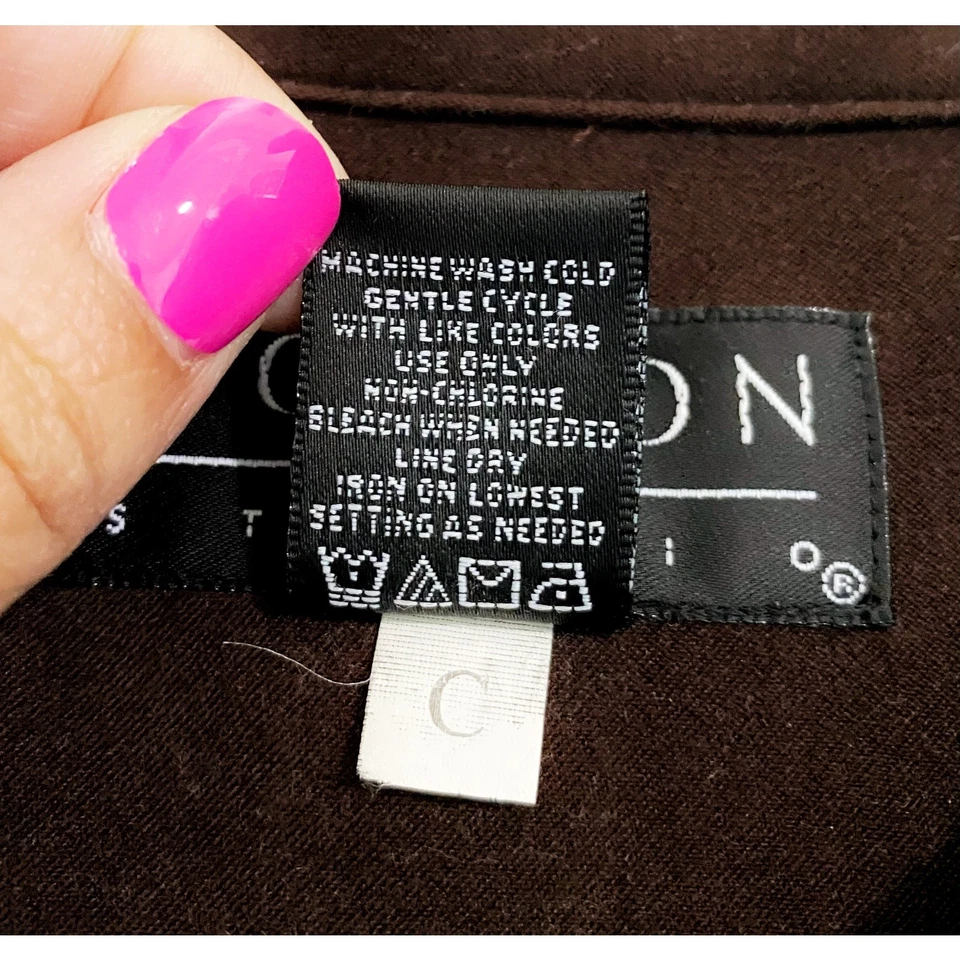 MACHINE WASH COLD
GENTLE CYCLE
WITH LIKE COLORS
USE ONLY
NON-CHLORINE
BLEACH WHEN NEEDED
LINE DRY
IRON ON LOWEST
SETTING AS NEEDED
ON
S T I O®
C